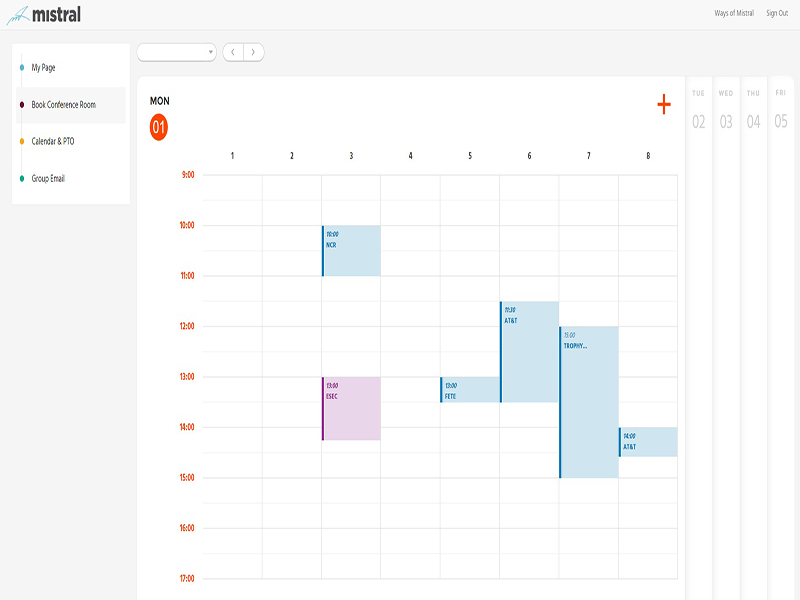 mistral
Ways of Mistral
Sign Out
My Page
Book Conference Room
Calendar & PTO
Group Email
MON
01
TUE
02
WED
03
THU
04
FRI
05
1 2 3 4 5 6 7 8
9:00
10:00
10:00
NCR
11:00
11:30
AT&T
12:00
TROPHY...
13:00
13:00
ESEC
13:00
FETE
14:00
14:00
AT&T
15:00
16:00
17:00